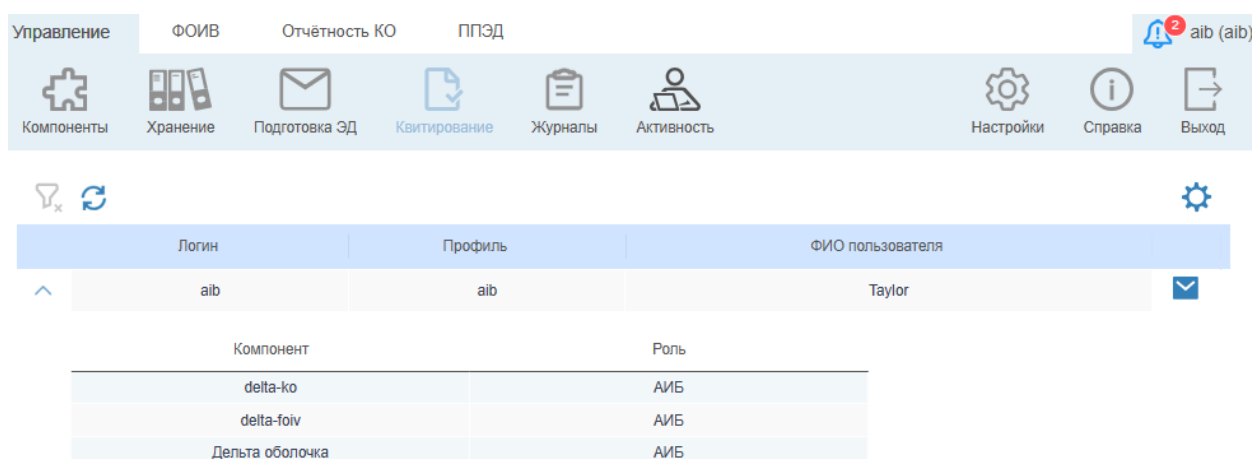 Управление ФОИВ Отчётность КО ППЭД 2 aib (aib)
Компоненты Хранение Подготовка ЭД Квитирование Журналы Активность Настройки Справка Выход
Логин Профиль ФИО пользователя
aib aib Taylor
Компонент Роль
delta-ko АИБ
delta-foiv АИБ
Дельта оболочка АИБ